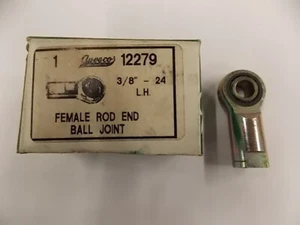 1 12279
3/8" - 24
L.H.
FEMALE ROD END
BALL JOINT